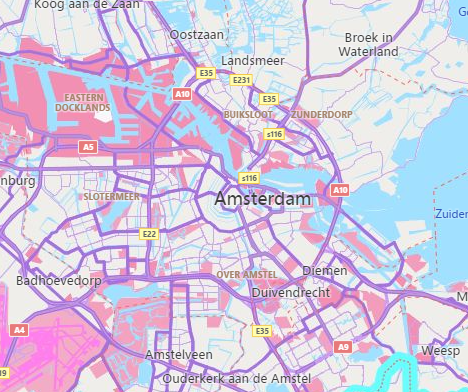 Koog aan de Zaan
Oostzaan
Broek in
Waterland
Landsmeer
E35
E231
A10
E35
EASTERN
DOCKLANDS
BUIKSLOOT
ZUNDERDORP
s116
A5
s116
A10
SLOTERMEER
Amsterdam
E22
Zuider
OVER AMSTEL
Diemen
Badhoevedorp
Duivendrecht
A4
E35
A9
Weesp
Amstelveen
Ouderkerk aan de Amstel